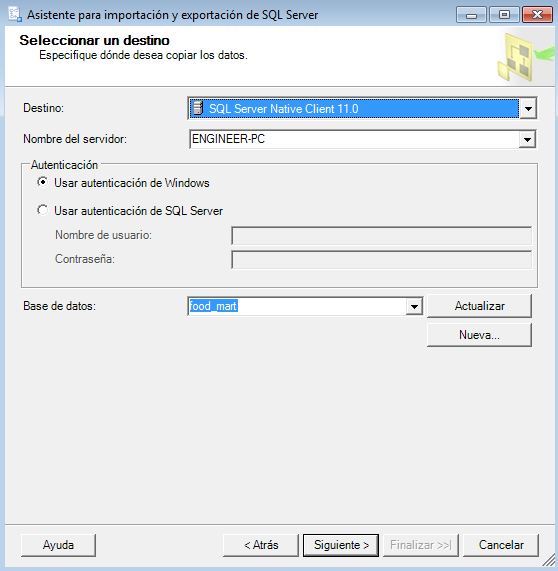 Asistente para importación y exportación de SQL Server
Seleccionar un destino
Especifique dónde desea copiar los datos.
Destino:
SQL Server Native Client 11.0
Nombre del servidor:
ENGINEER-PC
Autenticación
Usar autenticación de Windows
Usar autenticación de SQL Server
Nombre de usuario:
Contraseña:
Base de datos:
food_mart
Actualizar
Nueva...
Ayuda
< Atrás
Siguiente >
Finalizar >>|
Cancelar